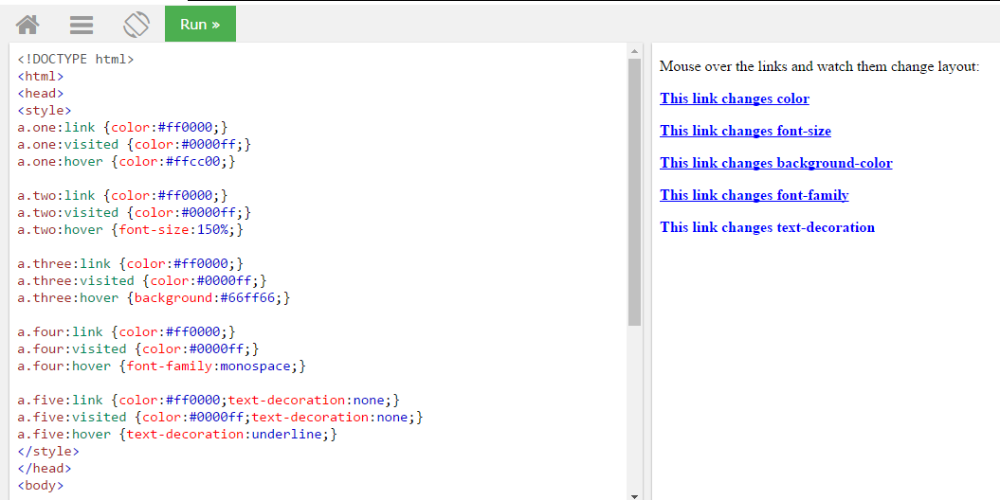 Run »
<!DOCTYPE html>
<html>
<head>
<style>
a.one:link {color:#ff0000;}
a.one:visited {color:#0000ff;}
a.one:hover {color:#ffcc00;}

a.two:link {color:#ff0000;}
a.two:visited {color:#0000ff;}
a.two:hover {font-size:150%;}

a.three:link {color:#ff0000;}
a.three:visited {color:#0000ff;}
a.three:hover {background:#66ff66;}

a.four:link {color:#ff0000;}
a.four:visited {color:#0000ff;}
a.four:hover {font-family:monospace;}

a.five:link {color:#ff0000;text-decoration:none;}
a.five:visited {color:#0000ff;text-decoration:none;}
a.five:hover {text-decoration:underline;}
</style>
</head>
<body>
Mouse over the links and watch them change layout:
This link changes color
This link changes font-size
This link changes background-color
This link changes font-family
This link changes text-decoration